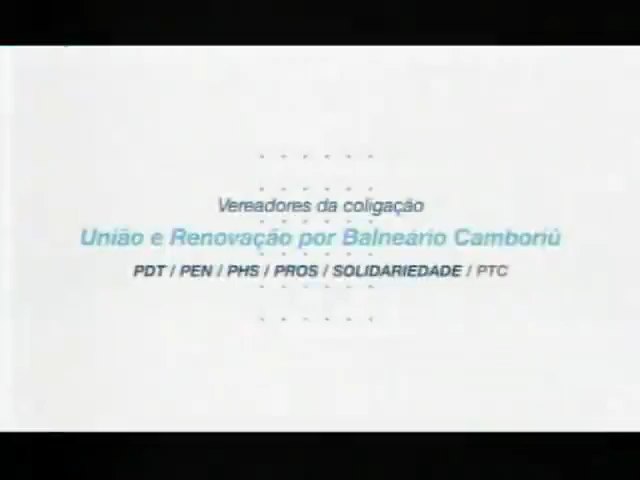 Vereadores da coligação
União e Renovação por Balneário Camboriú
PDT / PEN / PHS / PROS / SOLIDARIEDADE / PTC